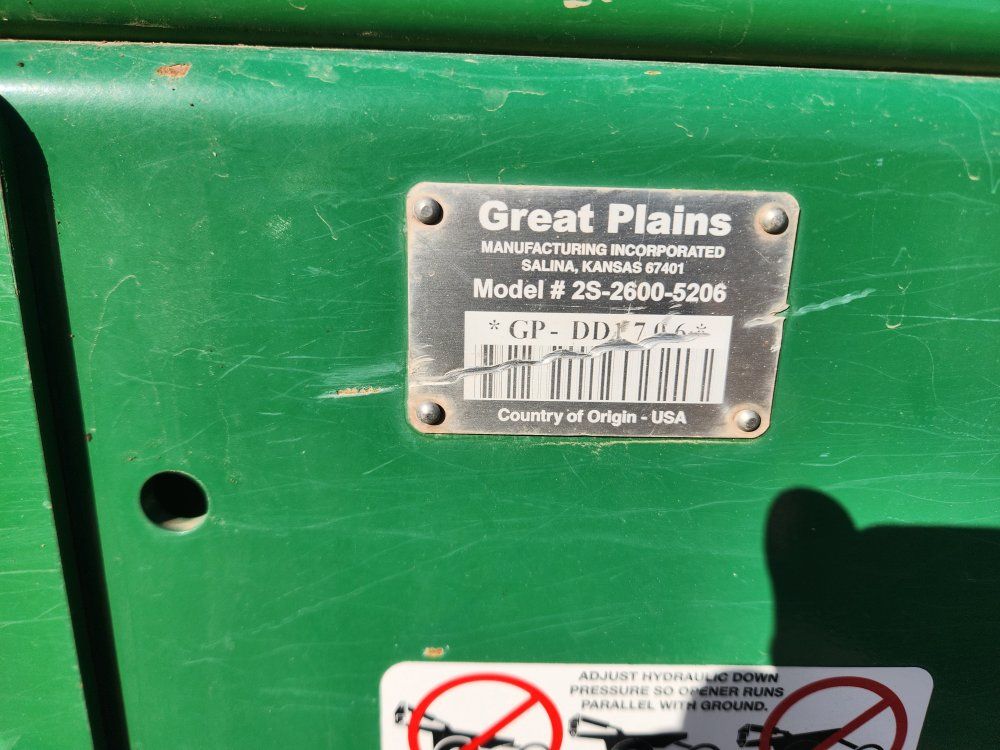 Great Plains
MANUFACTURING INCORPORATED
SALINA, KANSAS 67401
Model # 2S-2600-5206
Country of Origin - USA
ADJUST HYDRAULIC DOWN
PRESSURE SO OPENER RUNS
PARALLEL WITH GROUND.